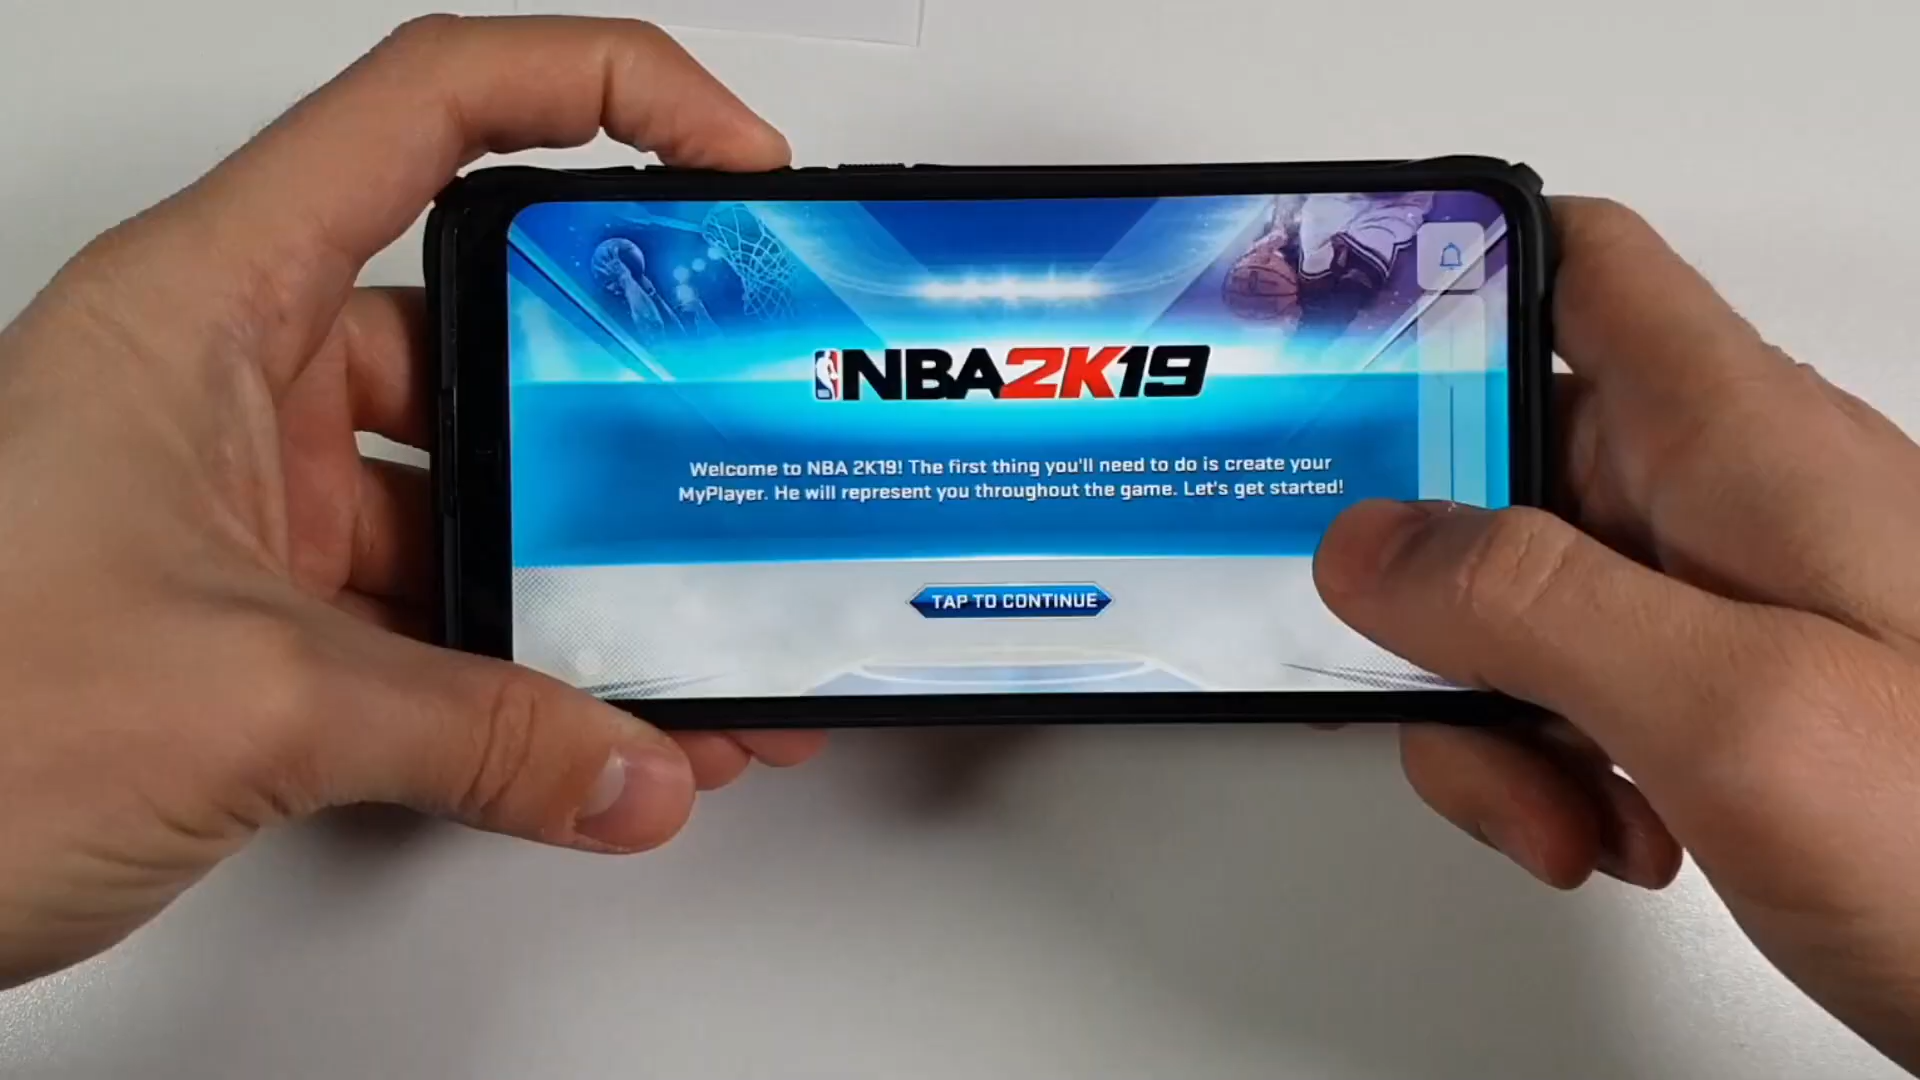 NBA2K19
Welcome to NBA 2K19! The first thing you'll need to do is create your
MyPlayer. He will represent you throughout the game. Let's get started!
TAP TO CONTINUE